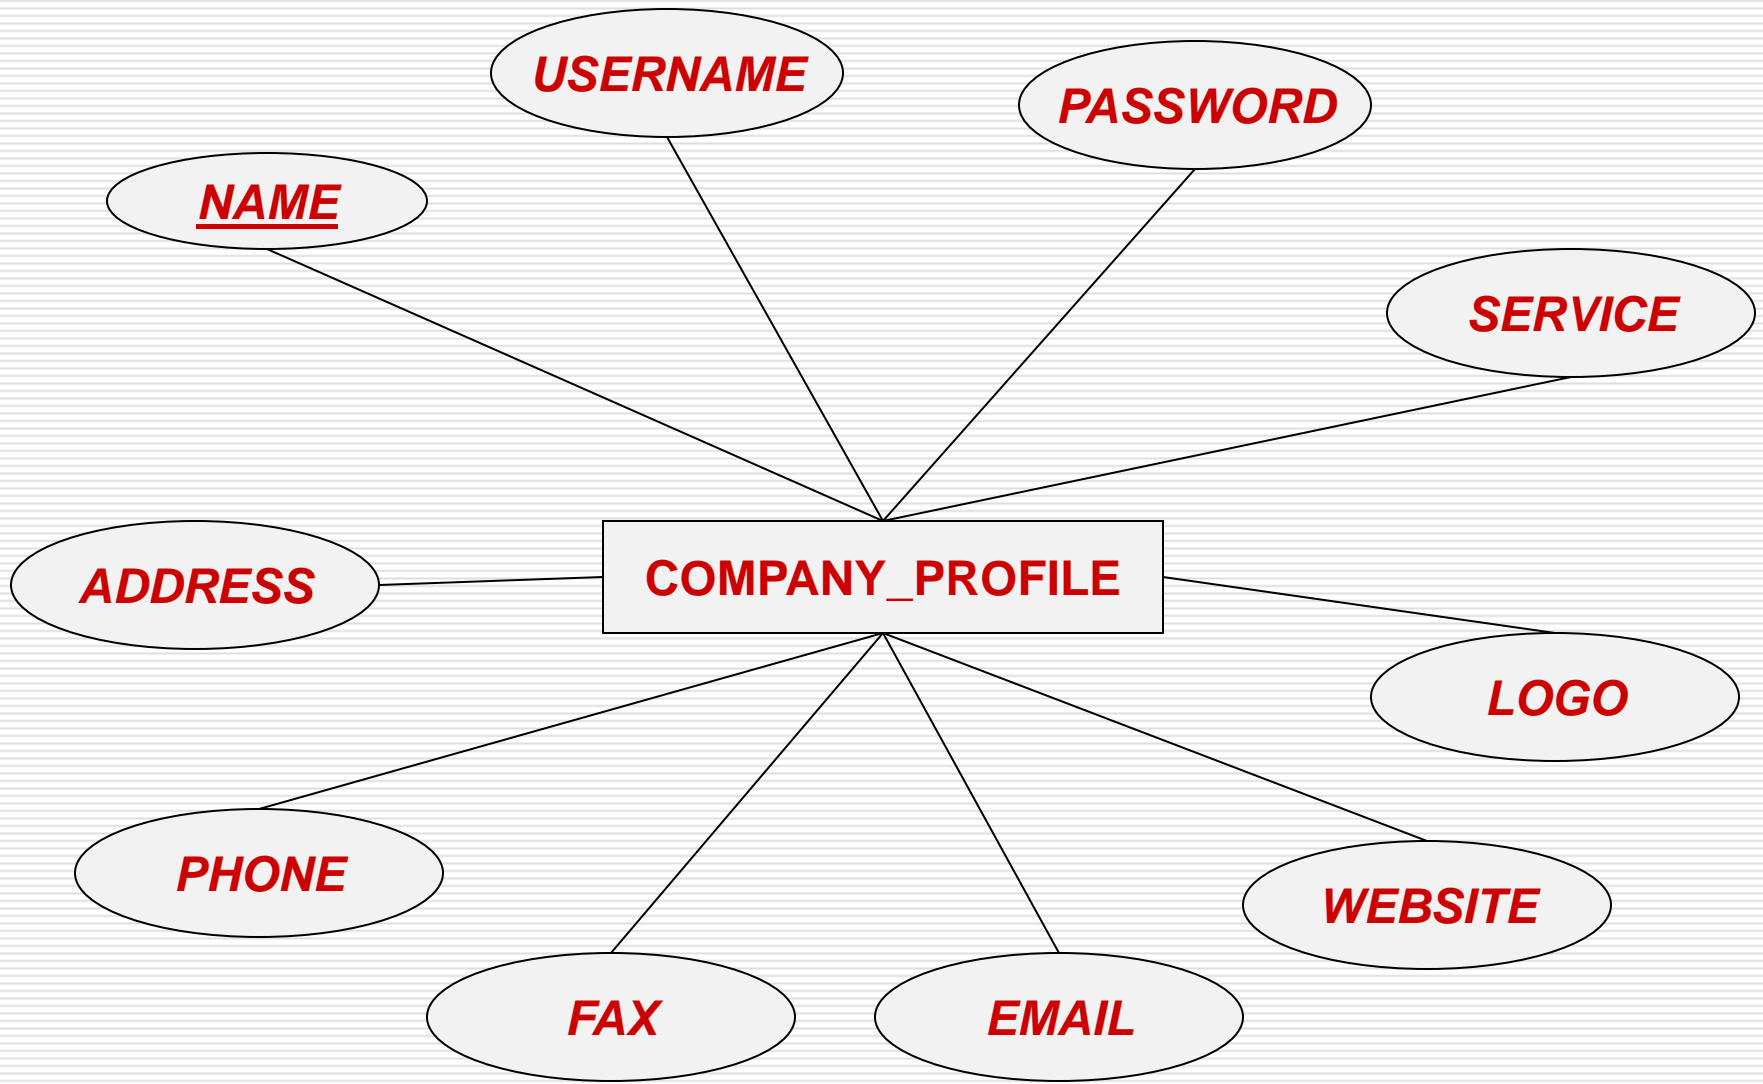 USERNAME
PASSWORD
NAME
SERVICE
COMPANY_PROFILE
ADDRESS
LOGO
PHONE
WEBSITE
FAX
EMAIL